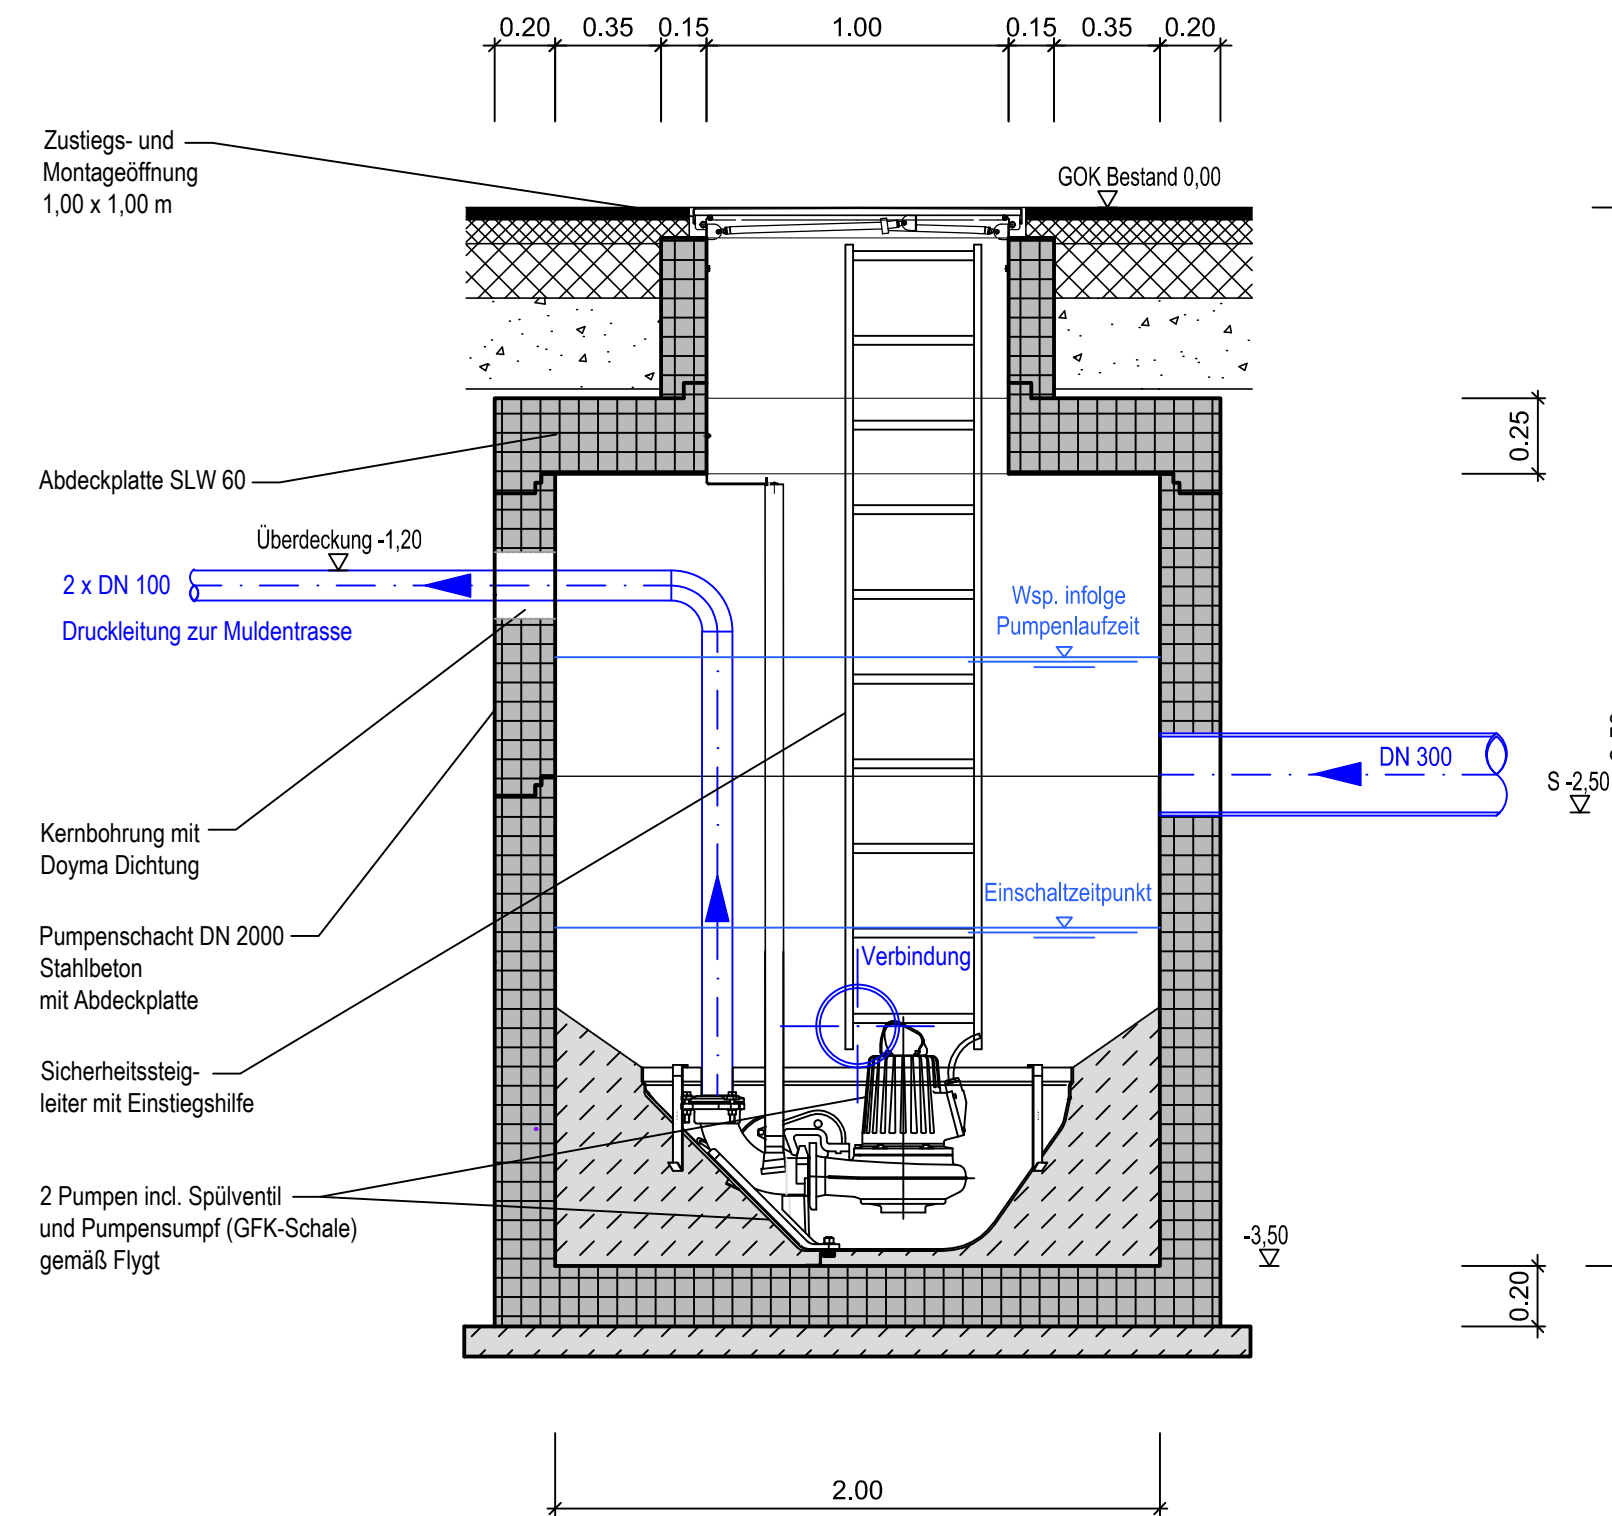 0.20 0.35 0.15 1.00 0.15 0.35 0.20
Zustiegs- und
Montageöffnung
1,00 x 1,00 m
GOK Bestand 0,00
0.25
Abdeckplatte SLW 60
Überdeckung -1,20
2 x DN 100
Druckleitung zur Muldentrasse
Wsp. infolge
Pumpenlaufzeit
DN 300
S -2,50
Kernbohrung mit
Doyma Dichtung
Einschaltzeitpunkt
Verbindung
Pumpenschacht DN 2000
Stahlbeton
mit Abdeckplatte
Sicherheitssteig-
leiter mit Einstiegshilfe
2 Pumpen incl. Spülventil
und Pumpensumpf (GFK-Schale)
gemäß Flygt
-3,50
0.20
2.00